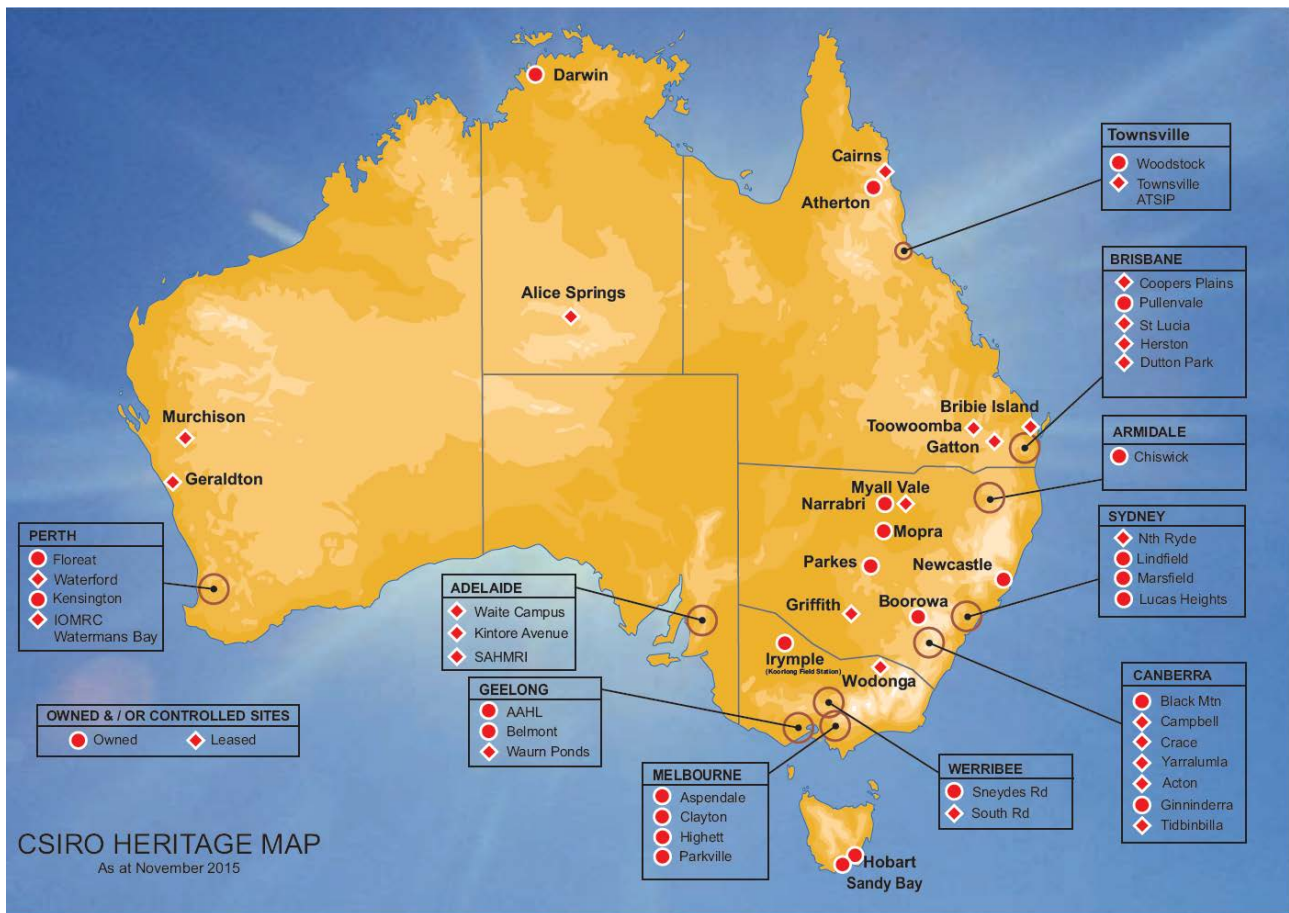 Darwin
Cairns
Atherton
Townsville
Woodstock
Townsville
ATSIP
Alice Springs
BRISBANE
Coopers Plains
Pullenvale
St Lucia
Herston
Dutton Park
Murchison
Geraldton
Bribie Island
Toowoomba
Gatton
ARMIDALE
Chiswick
Myall Vale
Narrabri
Mopra
Parkes
Newcastle
Griffith
Boorowa
SYDNEY
Nth Ryde
Lindfield
Marsfield
Lucas Heights
PERTH
Floreat
Waterford
Kensington
IOMRC
Watermans Bay
ADELAIDE
Waite Campus
Kintore Avenue
SAHMRI
Irymple
(Koorlong Field Station)
Wodonga
GEELONG
AAHL
Belmont
Waurn Ponds
CANBERRA
Black Mtn
Campbell
Crace
Yarralumla
Acton
Ginninderra
Tidbinbilla
OWNED & / OR CONTROLLED SITES
Owned Leased
MELBOURNE
Aspendale
Clayton
Highett
Parkville
WERRIBEE
Sneydes Rd
South Rd
Hobart
Sandy Bay
CSIRO HERITAGE MAP
As at November 2015